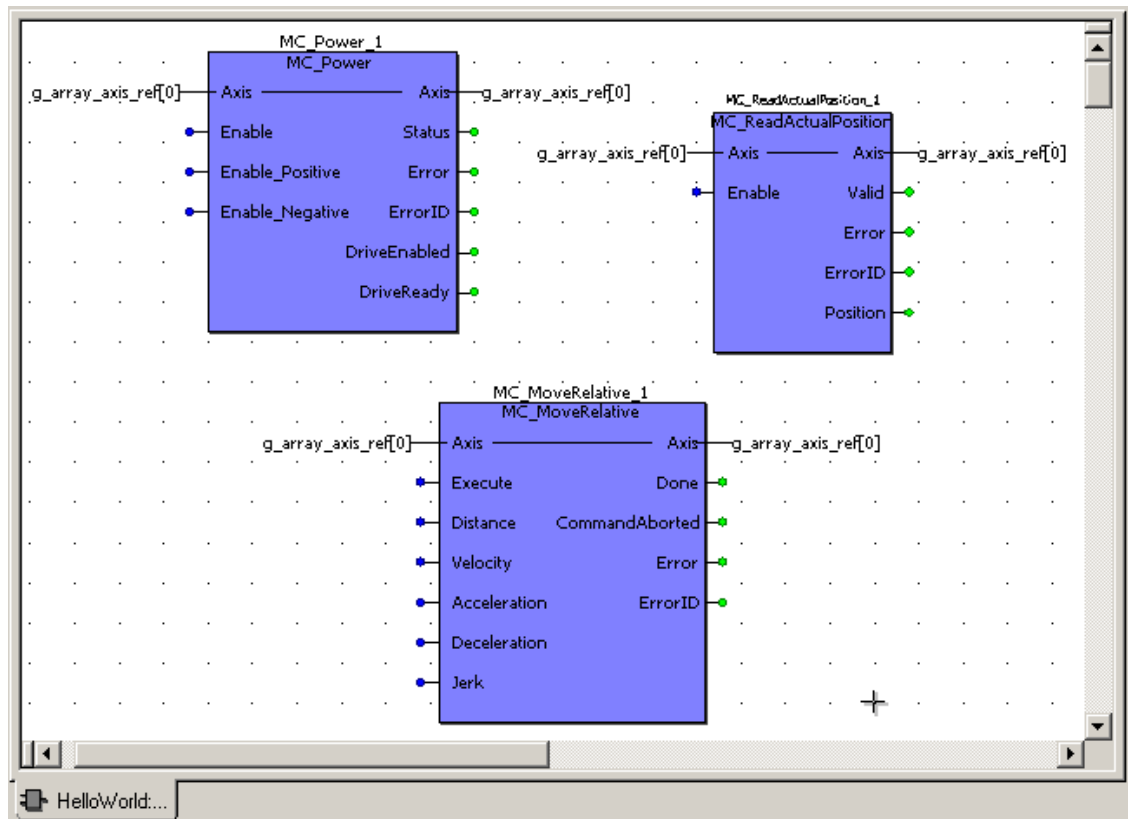 MC_Power_1
MC_Power
g_array_axis_ref[0] Axis Axis g_array_axis_ref[0]
Enable Status
Enable_Positive Error
Enable_Negative ErrorID
DriveEnabled
DriveReady
MC_ReadActualPosition_1
MC_ReadActualPosition
g_array_axis_ref[0] Axis Axis g_array_axis_ref[0]
Enable Valid
Error
ErrorID
Position
MC_MoveRelative_1
MC_MoveRelative
g_array_axis_ref[0] Axis Axis g_array_axis_ref[0]
Execute Done
Distance CommandAborted
Velocity Error
Acceleration ErrorID
Deceleration
Jerk
HelloWorld:...